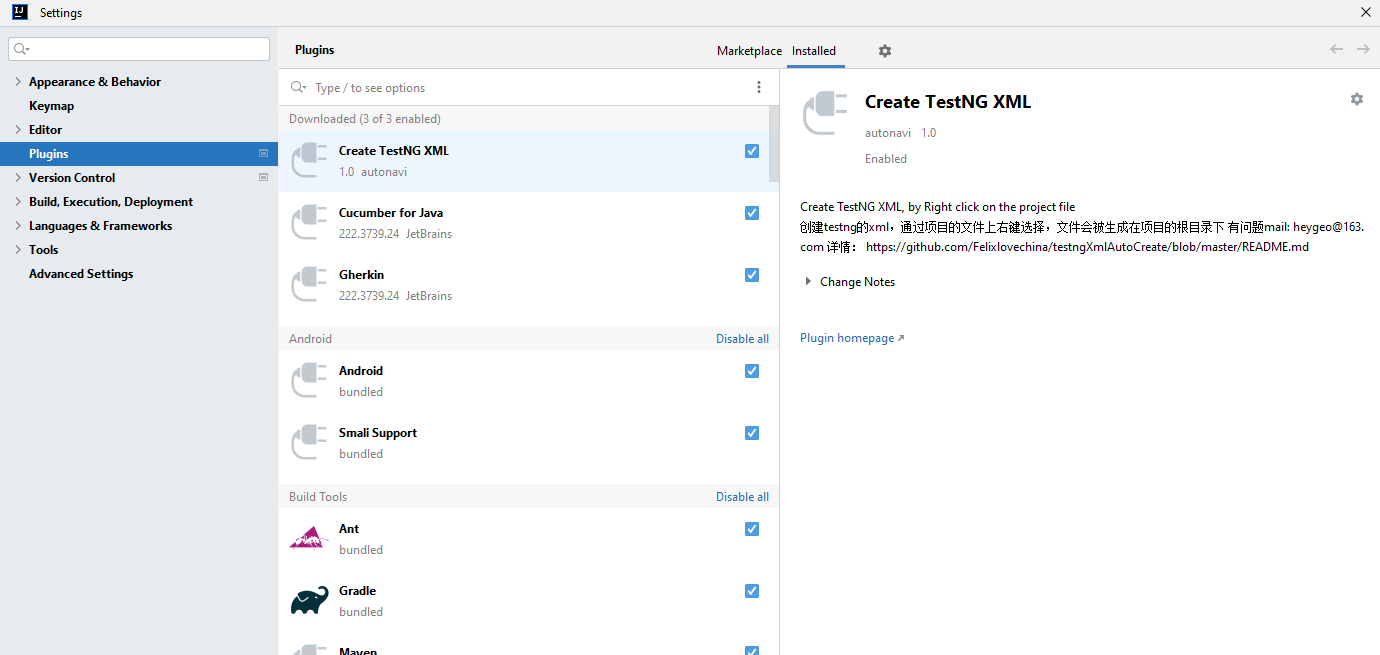 IJ
Settings
Appearance & Behavior
Keymap
Editor
Plugins
Version Control
Build, Execution, Deployment
Languages & Frameworks
Tools
Advanced Settings
Plugins
Marketplace
Installed
Type / to see options
Downloaded (3 of 3 enabled)
Create TestNG XML
1.0 autonavi
Cucumber for Java
222.3739.24 JetBrains
Gherkin
222.3739.24 JetBrains
Android
Disable all
Android
bundled
Smali Support
bundled
Build Tools
Disable all
Ant
bundled
Gradle
bundled
Maven
Create TestNG XML
autonavi 1.0
Enabled
Create TestNG XML, by Right click on the project file
创建testng的xml，通过项目的文件上右键选择，文件会被生成在项目的根目录下 有问题mail: heygeo@163.
com 详情： https://github.com/Felixlovechina/testngXmlAutoCreate/blob/master/README.md
Change Notes
Plugin homepage